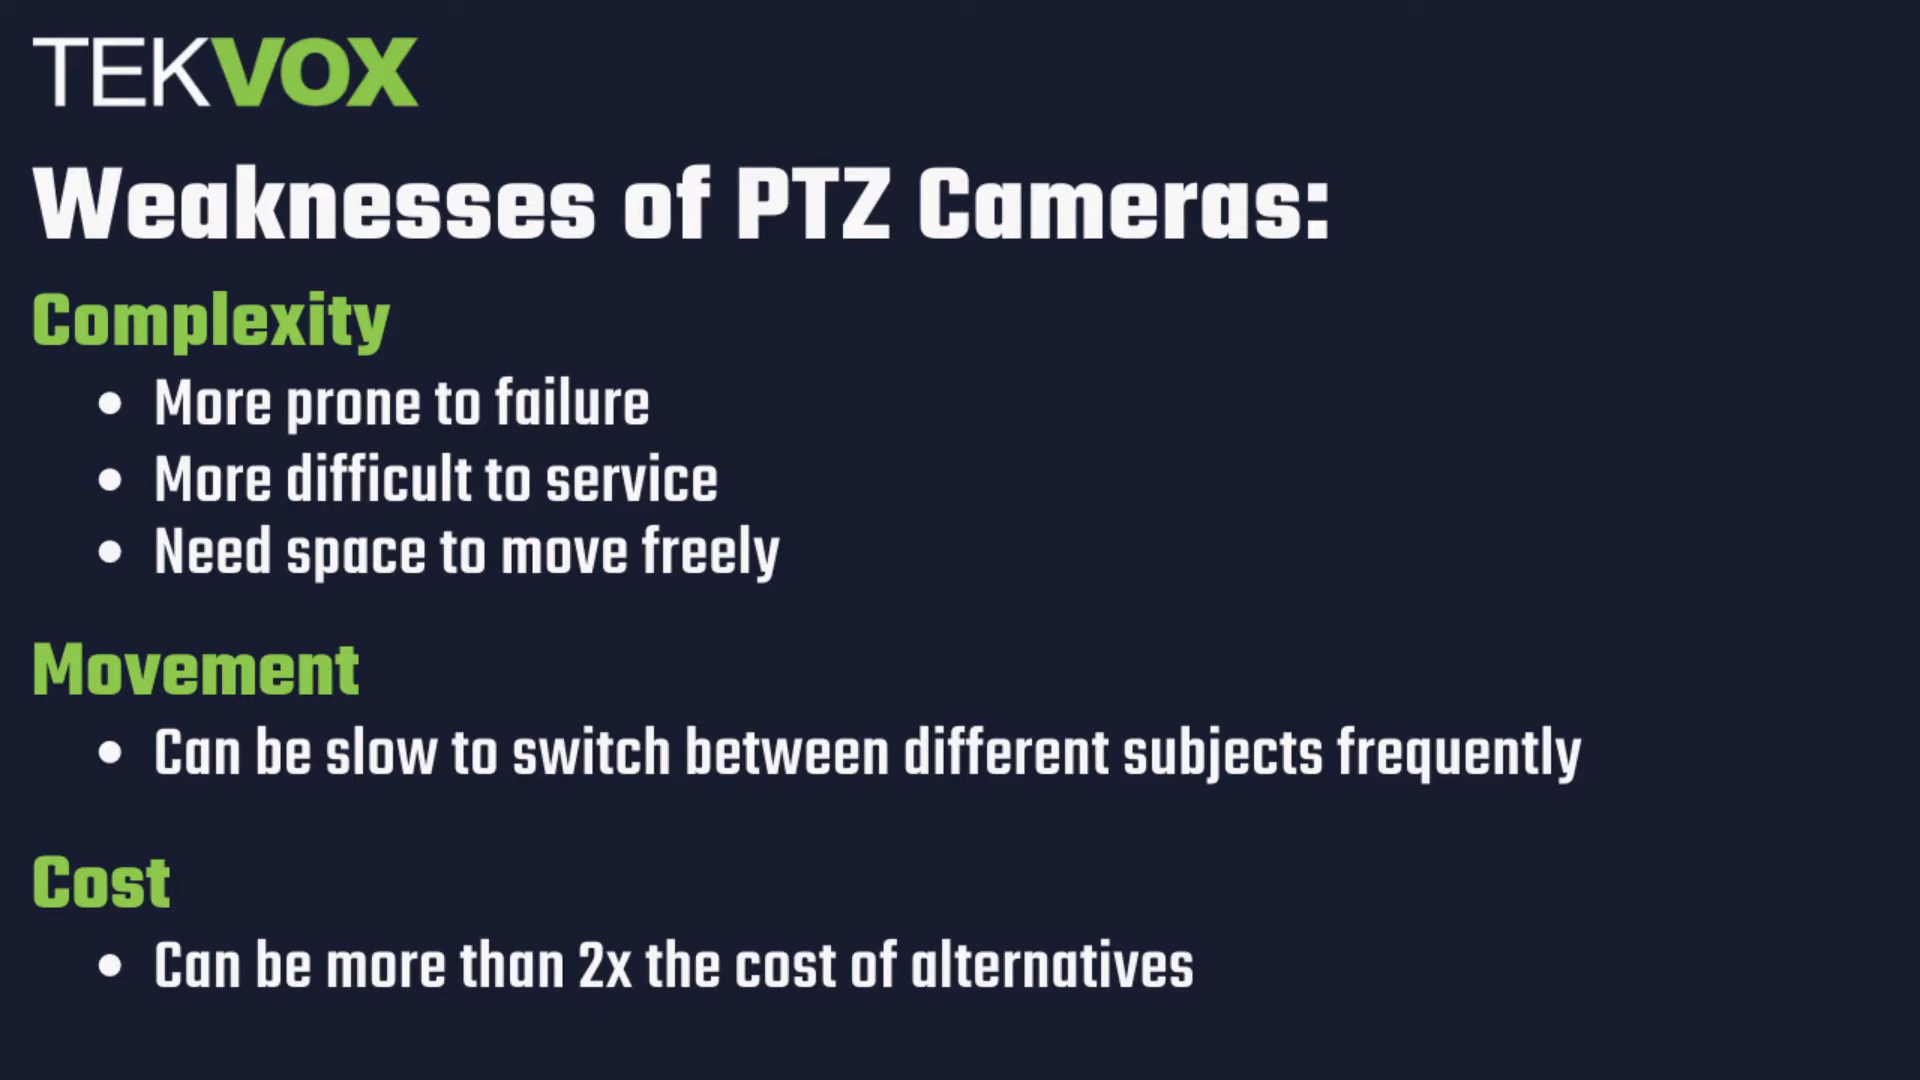 TEKVOX
Weaknesses of PTZ Cameras:
Complexity
• More prone to failure
• More difficult to service
• Need space to move freely
Movement
• Can be slow to switch between different subjects frequently
Cost
• Can be more than 2x the cost of alternatives